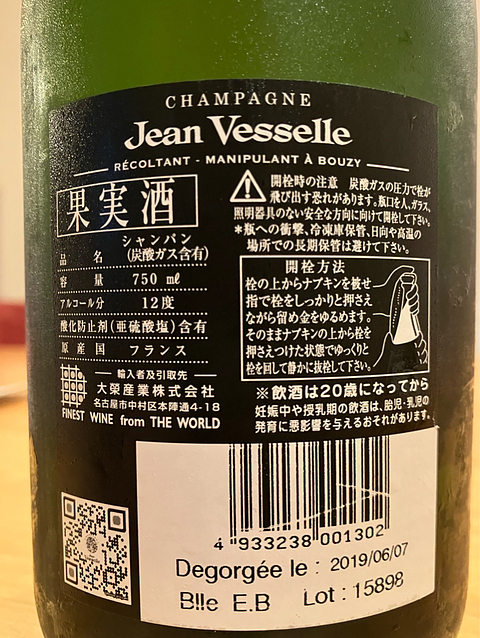 CHAMPAGNE
Jean Vesselle
RÉCOLTANT - MANIPULANT À BOUZY
果実酒
品 名 シャンパン
(炭酸ガス含有)
容 量 750 ㎖
アルコール分 12度
酸化防止剤(亜硫酸塩)含有
原産国 フランス
輸入者及引取先
大榮産業株式会社
名古屋市中村区本陣通4-18
FINEST WINE from THE WORLD
開栓時の注意 炭酸ガスの圧力で栓が
飛び出す恐れがあります。瓶口を人、ガラス、
照明器具のない安全な方向に向けて開栓して下さい。
*瓶への衝撃、冷凍庫保管、日向や高温の
場所での長期保管は避けて下さい。
開栓方法
栓の上からナプキンを被せ
指で栓をしっかりと押さえ
ながら留め金をゆるめます。
そのままナプキンの上から栓を
押さえつけた状態でゆっくりと
栓を回して静かに抜栓して下さい。
※飲酒は20歳になってから
妊娠中や授乳期の飲酒は、胎児・乳児の
発育に悪影響を与えるおそれがあります。
4 933238 001302
Degorgée le : 2019/06/07
Blle E.B Lot : 15898